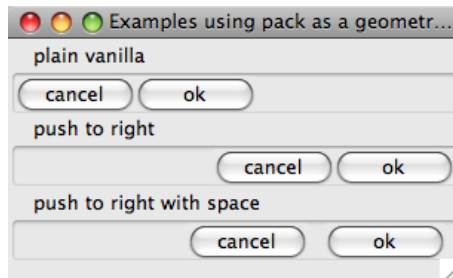 Examples using pack as a geometr...
plain vanilla
cancel ok
push to right
cancel ok
push to right with space
cancel ok